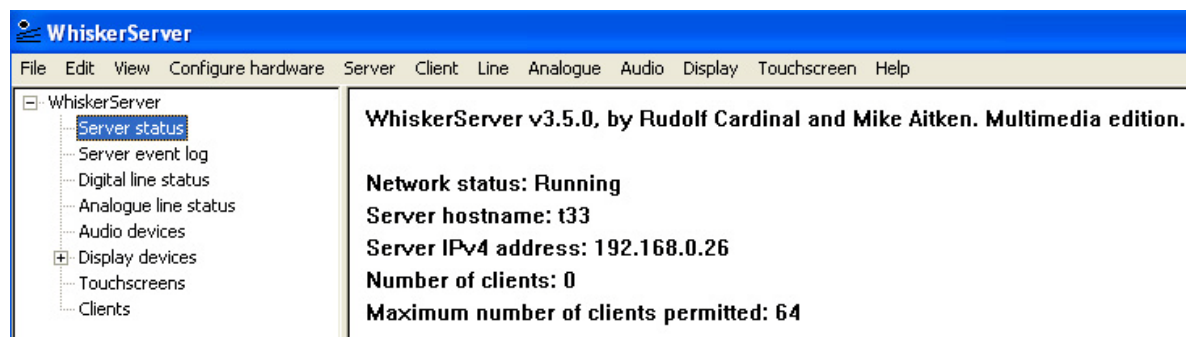 WhiskerServer
File Edit View Configure hardware Server Client Line Analogue Audio Display Touchscreen Help
WhiskerServer
Server status
Server event log
Digital line status
Analogue line status
Audio devices
Display devices
Touchscreens
Clients
WhiskerServer v3.5.0, by Rudolf Cardinal and Mike Aitken. Multimedia edition.
Network status: Running
Server hostname: t33
Server IPv4 address: 192.168.0.26
Number of clients: 0
Maximum number of clients permitted: 64